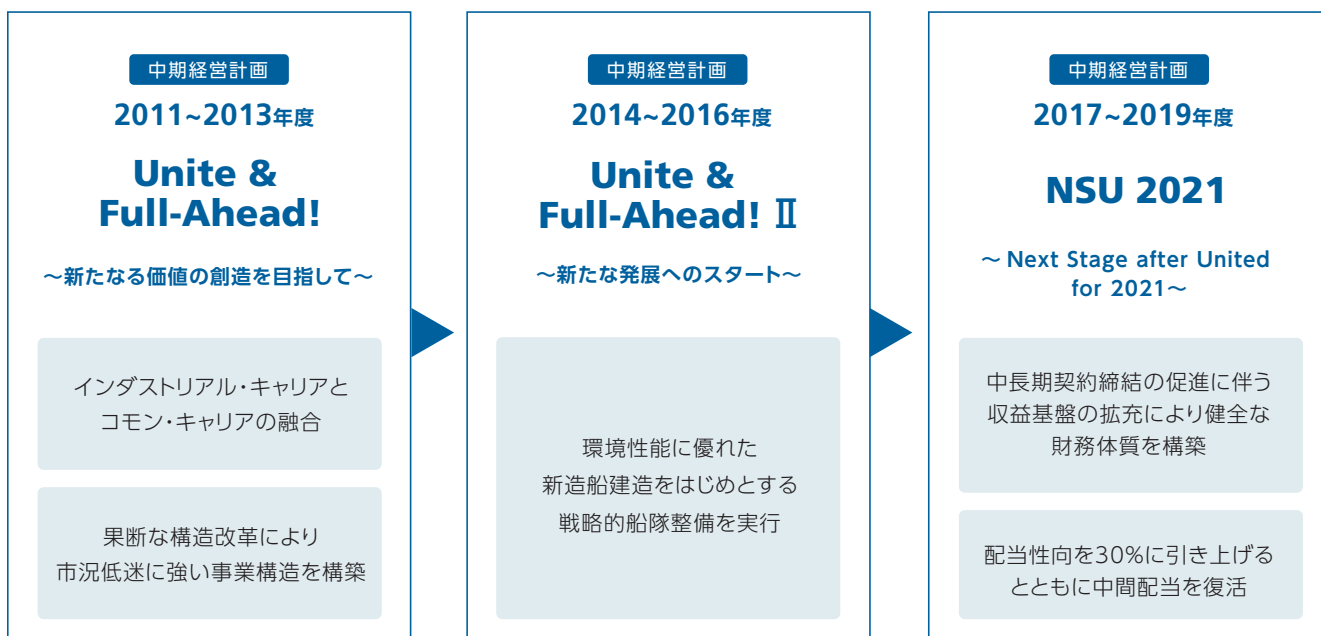 中期経営計画
2011~2013年度
Unite &
Full-Ahead!
～新たなる価値の創造を目指して～
インダストリアル・キャリアと
コモン・キャリアの融合
果断な構造改革により
市況低迷に強い事業構造を構築
中期経営計画
2014~2016年度
Unite &
Full-Ahead! Ⅱ
～新たな発展へのスタート～
環境性能に優れた
新造船建造をはじめとする
戦略的船隊整備を実行
中期経営計画
2017~2019年度
NSU 2021
～ Next Stage after United
for 2021～
中長期契約締結の促進に伴う
収益基盤の拡充により健全な
財務体質を構築
配当性向を30%に引き上げる
とともに中間配当を復活